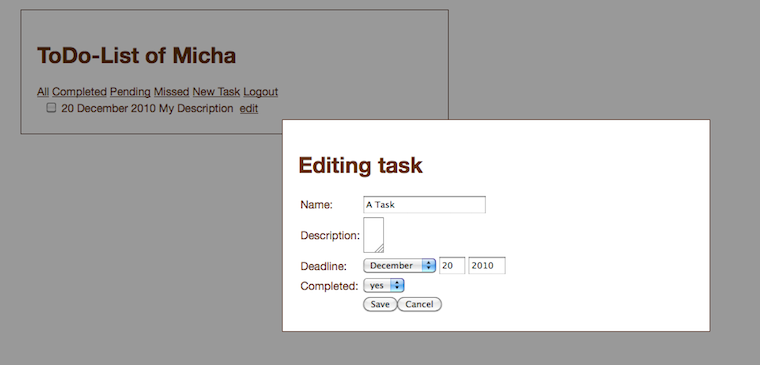 ToDo-List of Micha
All Completed Pending Missed New Task Logout
20 December 2010 My Description edit
Editing task
Name: A Task
Description:
Deadline: December 20 2010
Completed: yes
Save Cancel